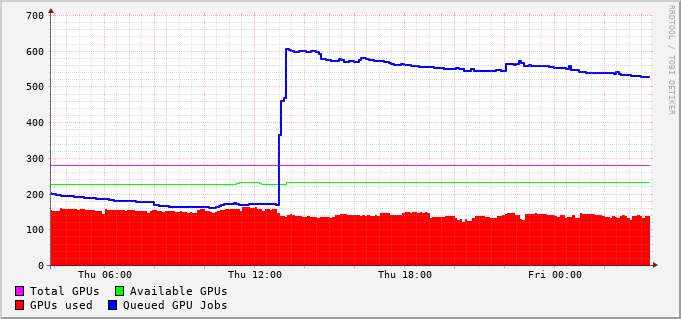 700
600
500
400
300
200
100
0
Thu 06:00 Thu 12:00 Thu 18:00 Fri 00:00
Total GPUs Available GPUs
GPUs used Queued GPU Jobs
RRDTOOL / TOBI OETIKER